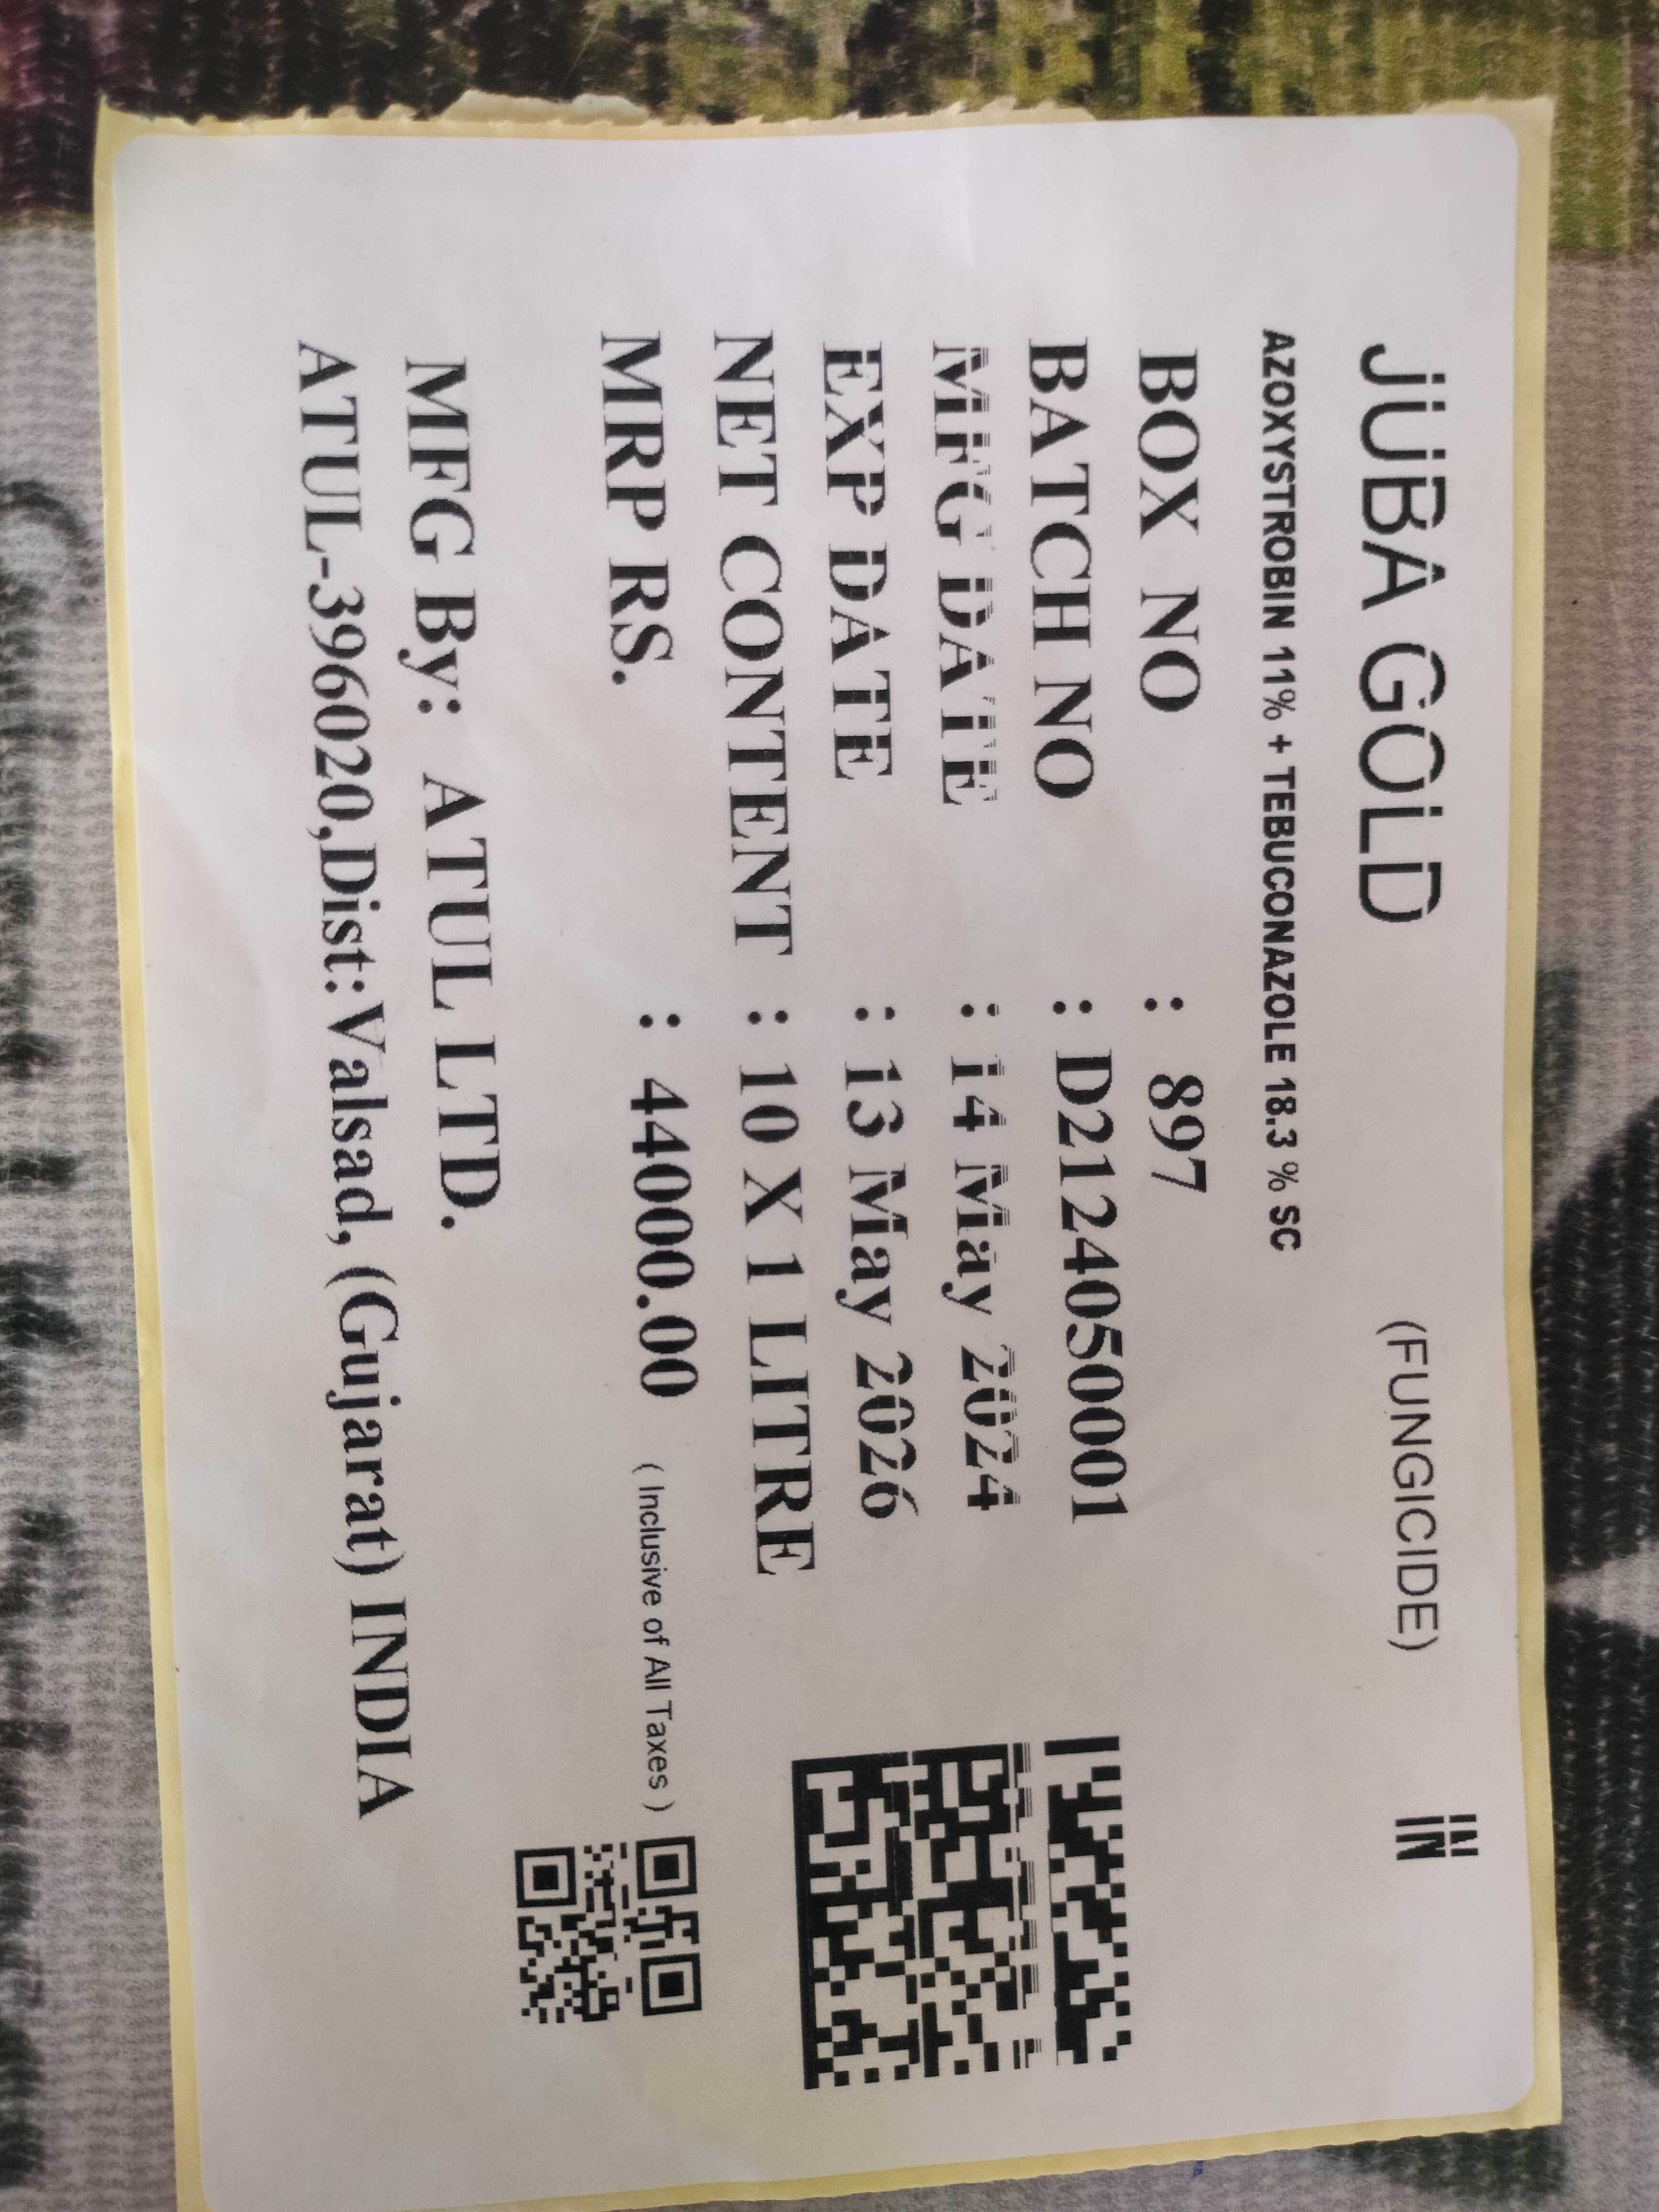 JUBA GOLD (FUNGICIDE) IN
AZOXYSTROBIN 11% + TEBUCONAZOLE 18.3 % SC
BOX NO : 897
BATCH NO : D2124050001
MFG DATE : 14 May 2024
EXP DATE : 13 May 2026
NET CONTENT : 10 X 1 LITRE
MRP RS. : 44000.00 ( Inclusive of All Taxes )
MFG By: ATUL LTD.
ATUL-396020,Dist:Valsad, (Gujarat) INDIA